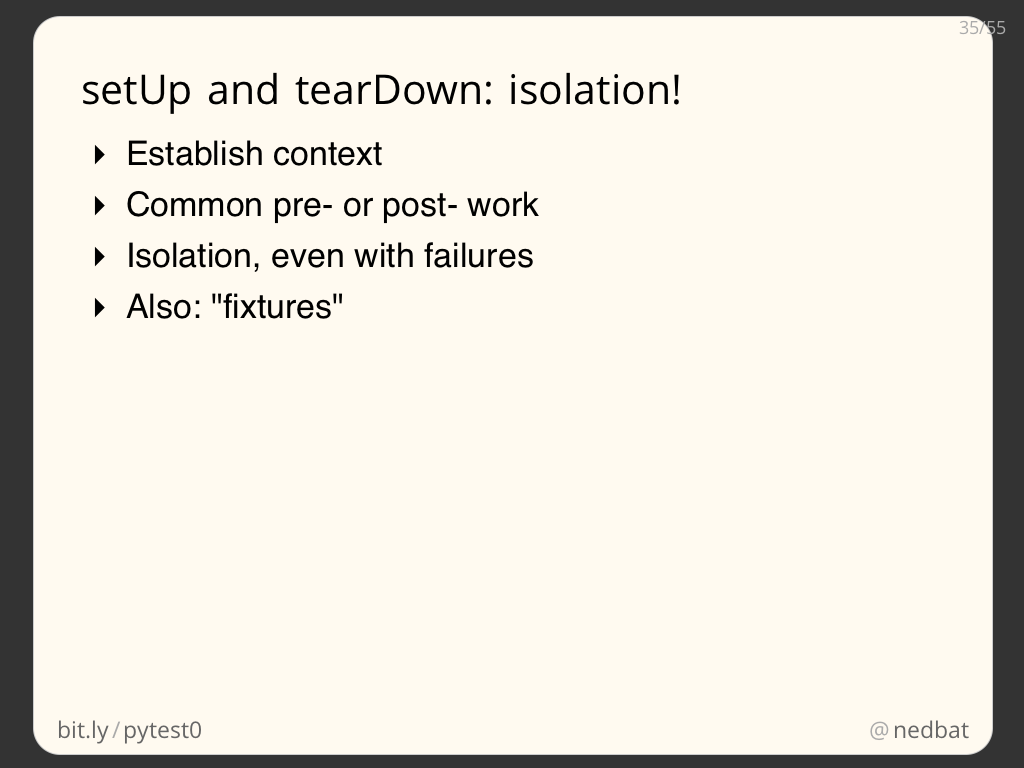 35/55
setUp and tearDown: isolation!
‣ Establish context
‣ Common pre- or post- work
‣ Isolation, even with failures
‣ Also: "fixtures"
bit.ly/pytest0
@nedbat